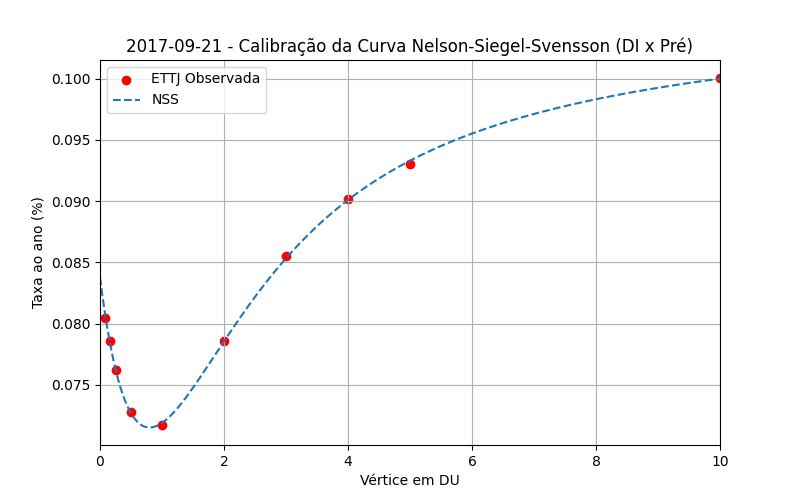 2017-09-21 - Calibração da Curva Nelson-Siegel-Svensson (DI x Pré)
ETTJ Observada
NSS
0.100
0.095
0.090
0.085
0.080
0.075
Taxa ao ano (%)
0 2 4 6 8 10
Vértice em DU